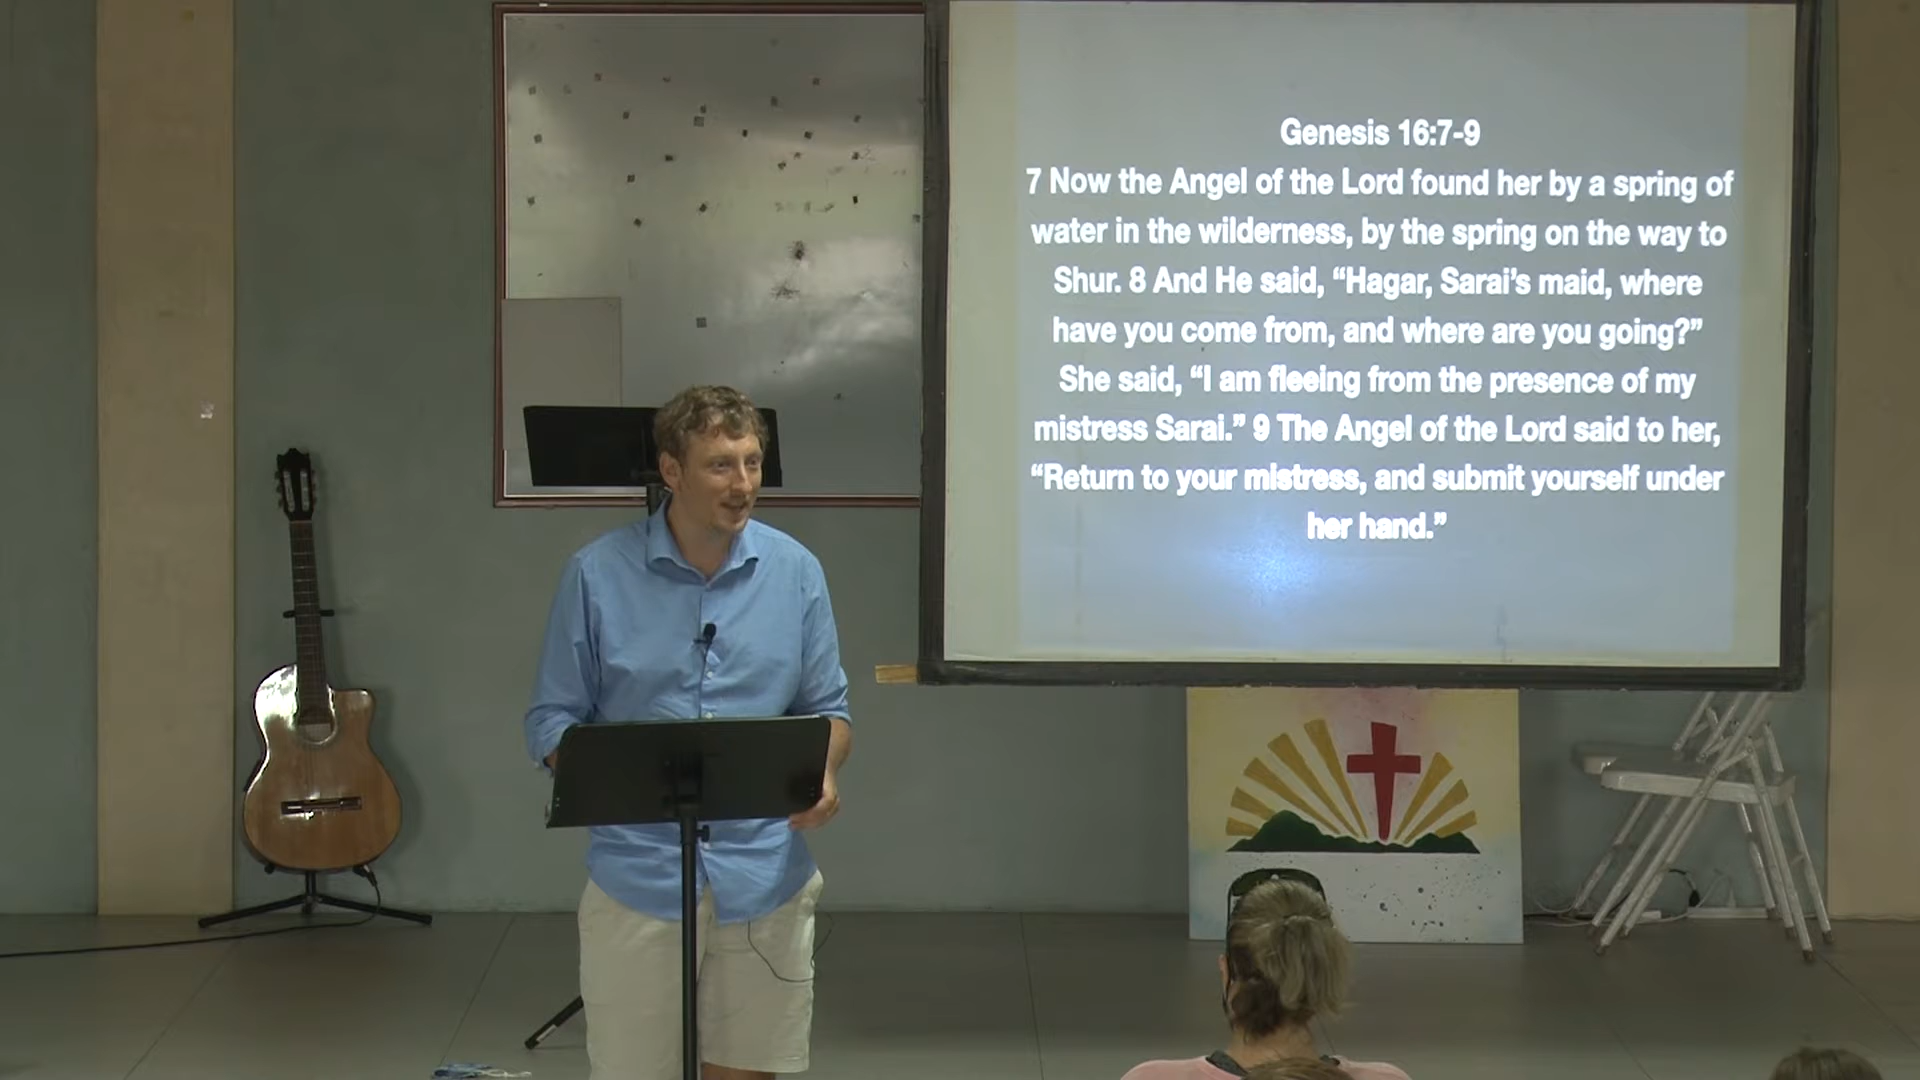 Genesis 16:7-9
7 Now the Angel of the Lord found her by a spring of
water in the wilderness, by the spring on the way to
Shur. 8 And He said, “Hagar, Sarai’s maid, where
have you come from, and where are you going?”
She said, “I am fleeing from the presence of my
mistress Sarai.” 9 The Angel of the Lord said to her,
“Return to your mistress, and submit yourself under
her hand.”